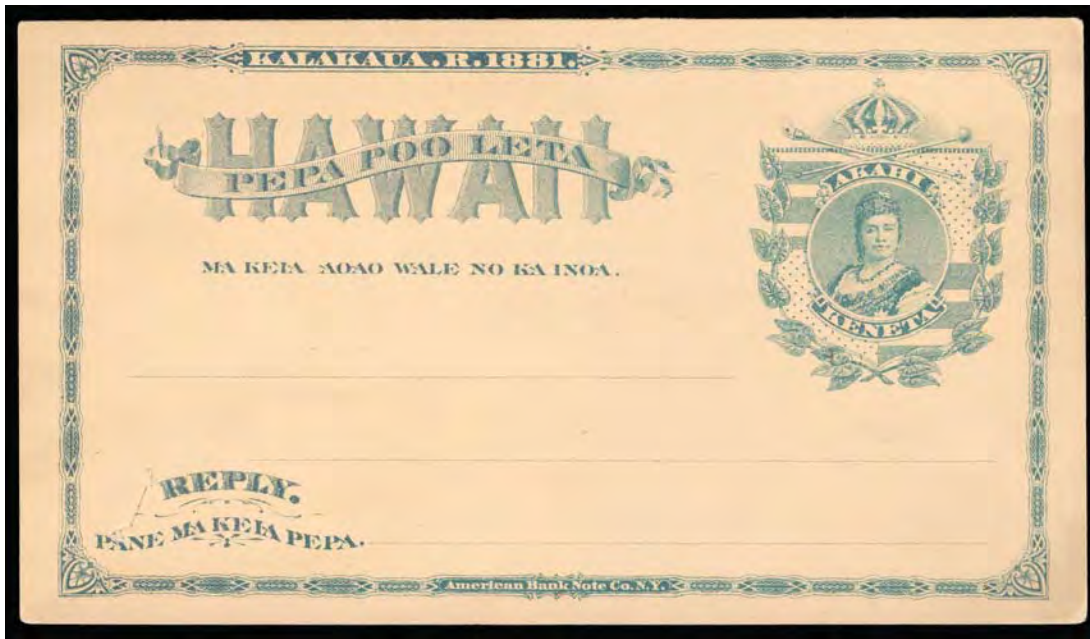 KALAKAUA.R.1881.
HAWAII
PEPA POO LETA
MA KEIA AOAO WALE NO KA INOA.
AKAHI
KENETA
REPLY.
PANE MA KEIA PEPA.
American Bank Note Co. N.Y.